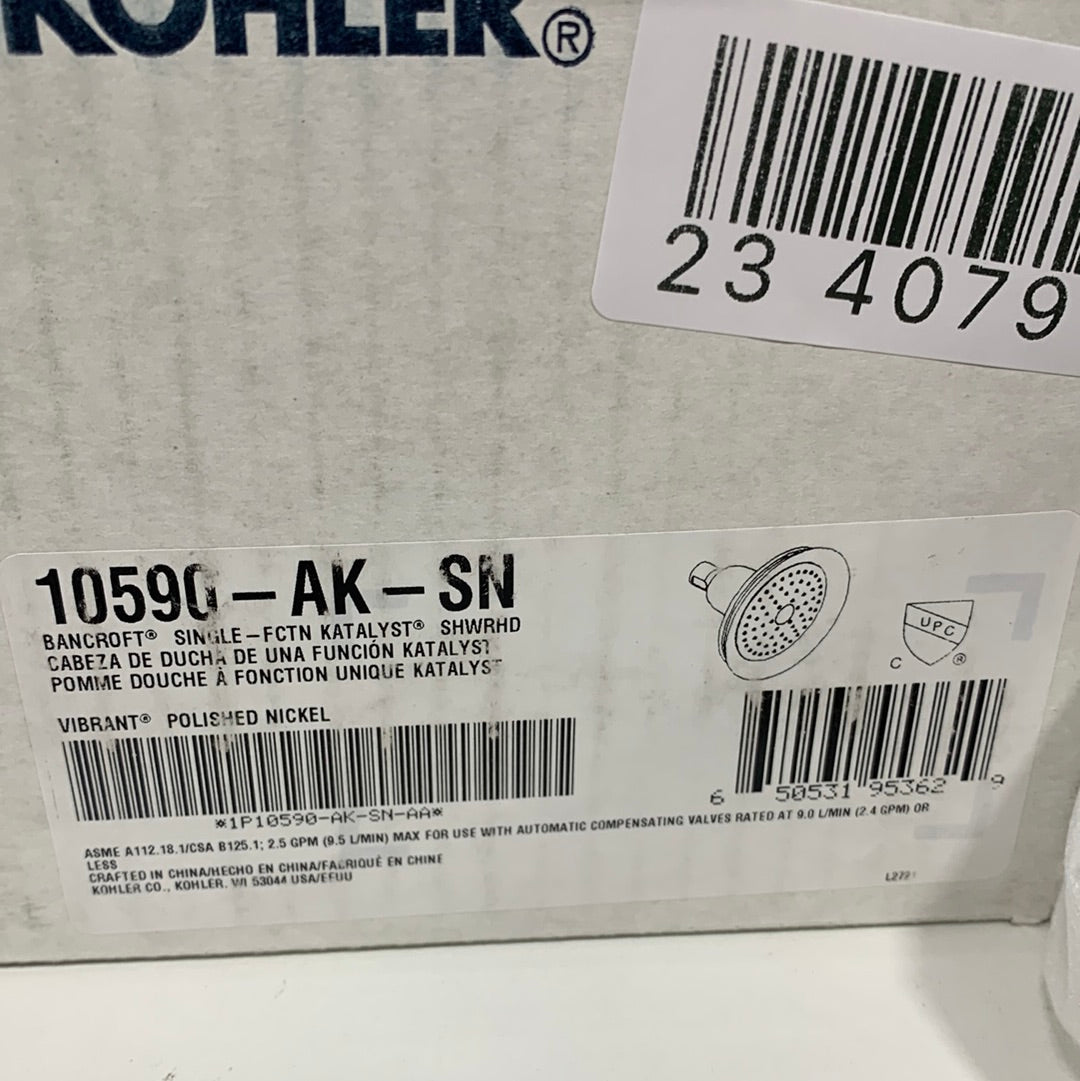 KOHLER®
23 4079
10590-AK-SN
BANCROFT® SINGLE-FCTN KATALYST® SHWRHD
CABEZA DE DUCHA DE UNA FUNCIÓN KATALYST
POMME DOUCHE À FONCTION UNIQUE KATALYST
VIBRANT® POLISHED NICKEL
*1P10590-AK-SN-AA*
UPC
C ®
6 50531 95362 9
ASME A112.18.1/CSA B125.1; 2.5 GPM (9.5 L/MIN) MAX FOR USE WITH AUTOMATIC COMPENSATING VALVES RATED AT 9.0 L/MIN (2.4 GPM) OR
LESS
CRAFTED IN CHINA/HECHO EN CHINA/FABRIQUÉ EN CHINE
KOHLER CO., KOHLER, WI 53044 USA/EEUU